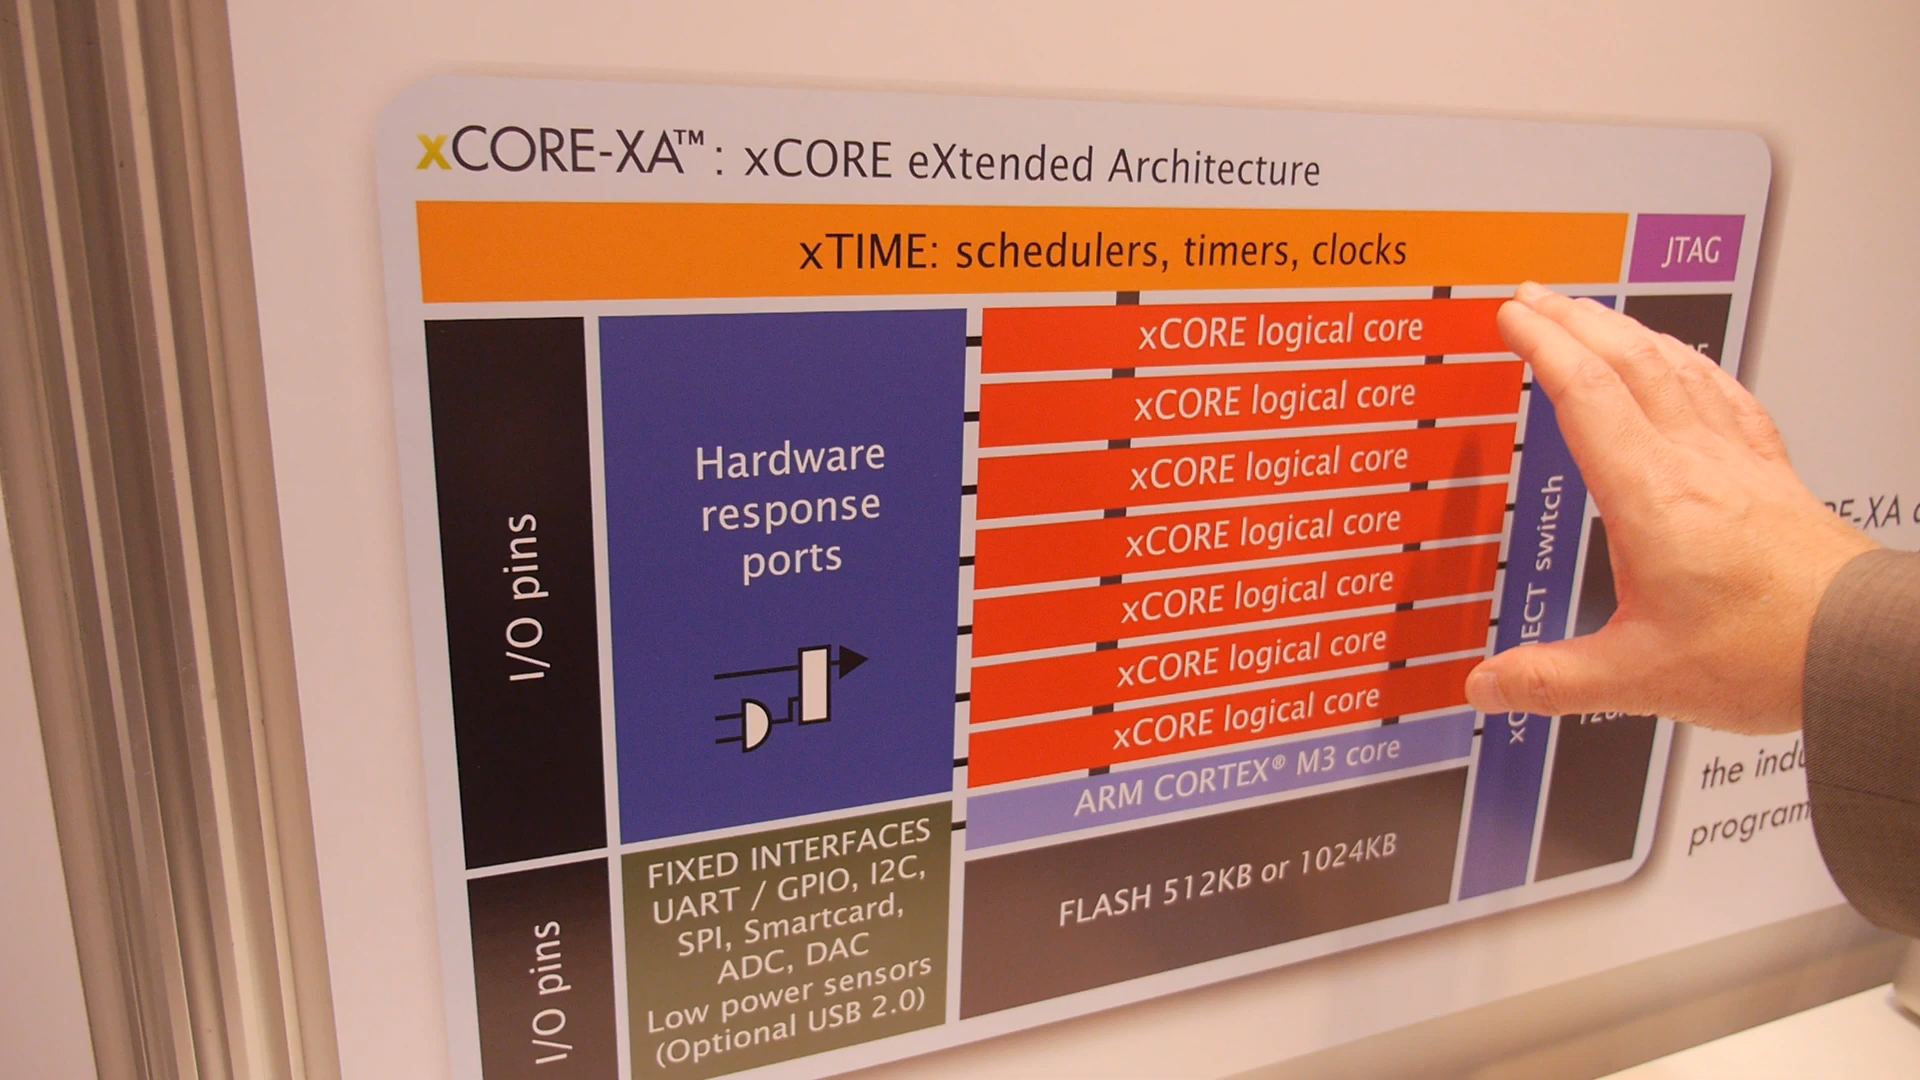 xCORE-XA™: xCORE eXtended Architecture
xTIME: schedulers, timers, clocks
JTAG
I/O pins
Hardware
response
ports
xCORE logical core
xCORE logical core
xCORE logical core
xCORE logical core
xCORE logical core
xCORE logical core
xCORE logical core
ARM CORTEX® M3 core
FLASH 512KB or 1024KB
switch
I/O pins
FIXED INTERFACES
UART / GPIO, I2C,
SPI, Smartcard,
ADC, DAC
Low power sensors
(Optional USB 2.0)
the